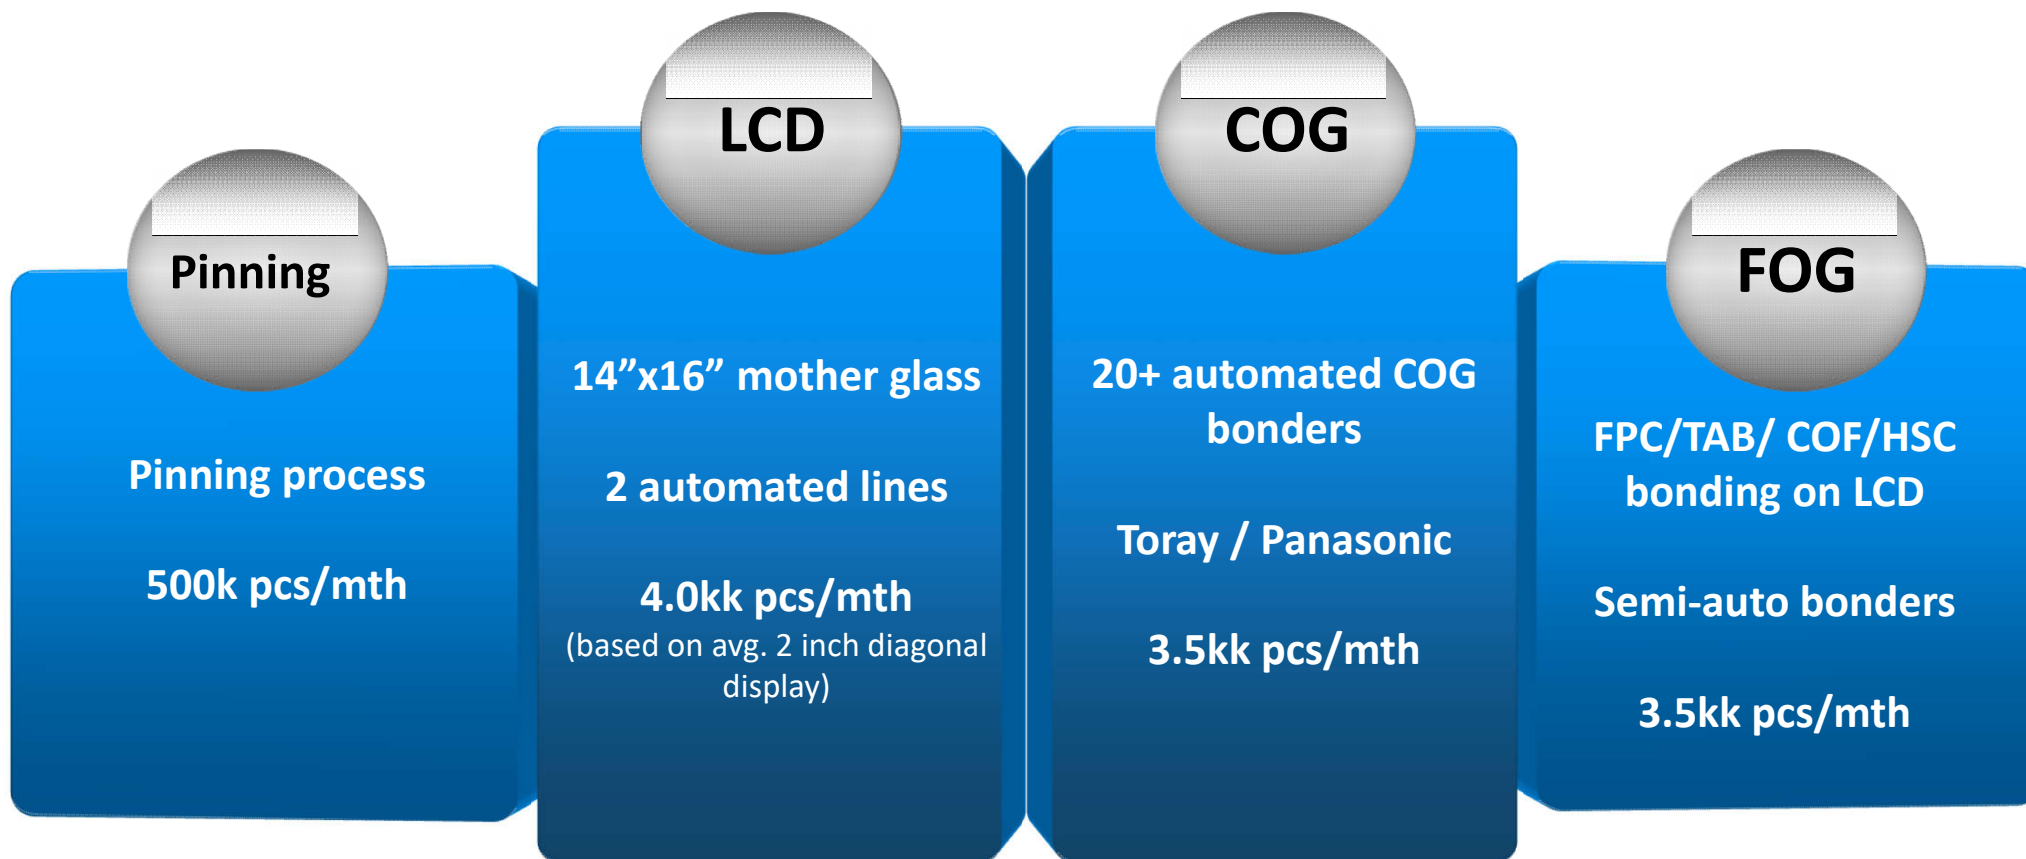 Pinning
Pinning process
500k pcs/mth
LCD
14”x16” mother glass
2 automated lines
4.0kk pcs/mth
(based on avg. 2 inch diagonal
display)
COG
20+ automated COG
bonders
Toray / Panasonic
3.5kk pcs/mth
FOG
FPC/TAB/ COF/HSC
bonding on LCD
Semi-auto bonders
3.5kk pcs/mth